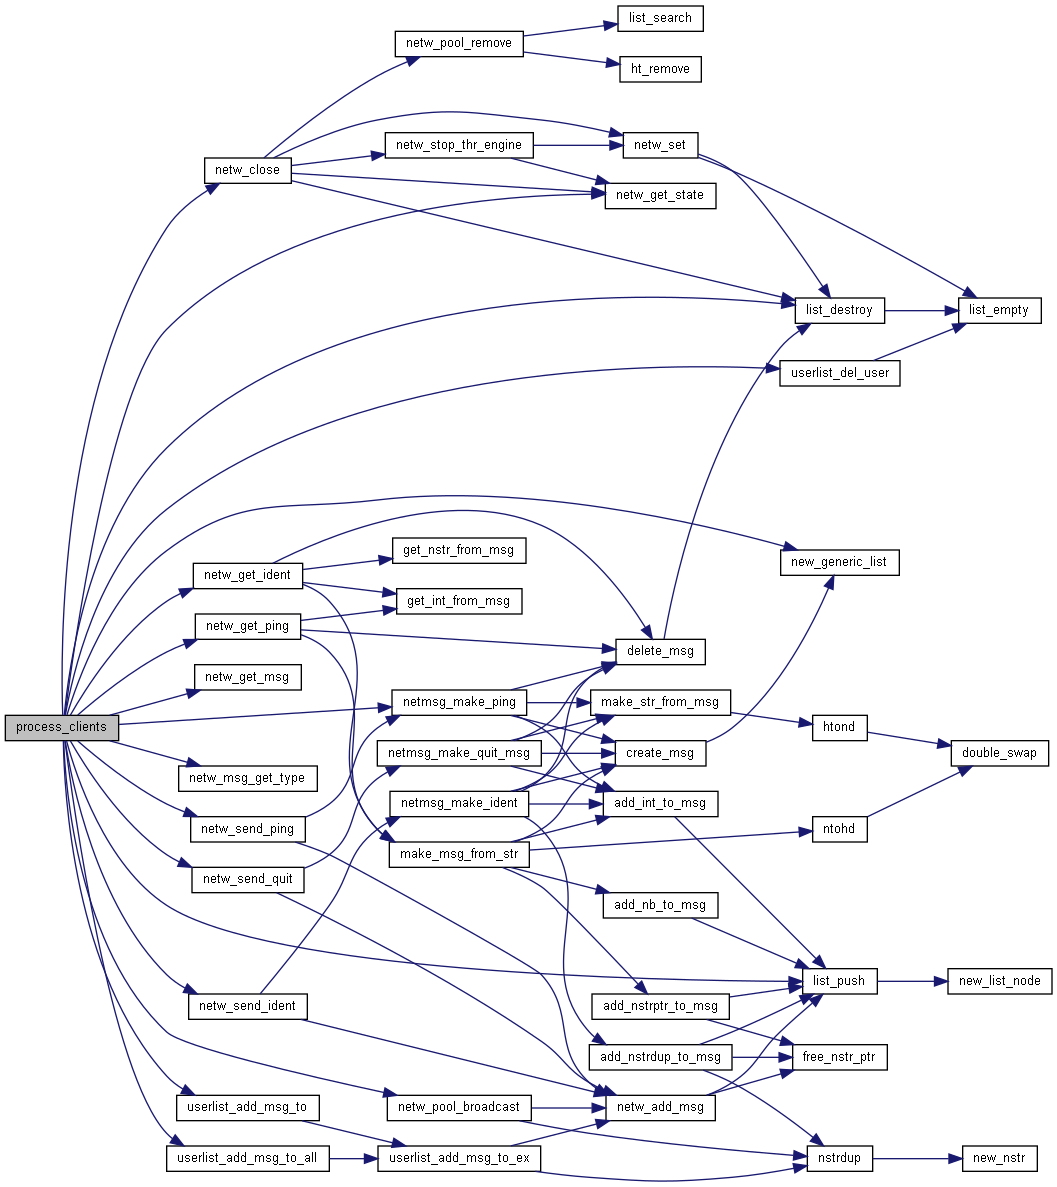 list_search
netw_pool_remove
ht_remove
netw_stop_thr_engine
netw_set
netw_close
netw_get_state
list_destroy
list_empty
userlist_del_user
get_nstr_from_msg
new_generic_list
netw_get_ident
get_int_from_msg
netw_get_ping
delete_msg
netw_get_msg
netmsg_make_ping
make_str_from_msg
process_clients
htond
netmsg_make_quit_msg
create_msg
double_swap
netw_msg_get_type
netmsg_make_ident
add_int_to_msg
netw_send_ping
ntohd
make_msg_from_str
netw_send_quit
add_nb_to_msg
list_push
new_list_node
netw_send_ident
add_nstrptr_to_msg
add_nstrdup_to_msg
free_nstr_ptr
userlist_add_msg_to
netw_pool_broadcast
netw_add_msg
userlist_add_msg_to_all
userlist_add_msg_to_ex
nstrdup
new_nstr